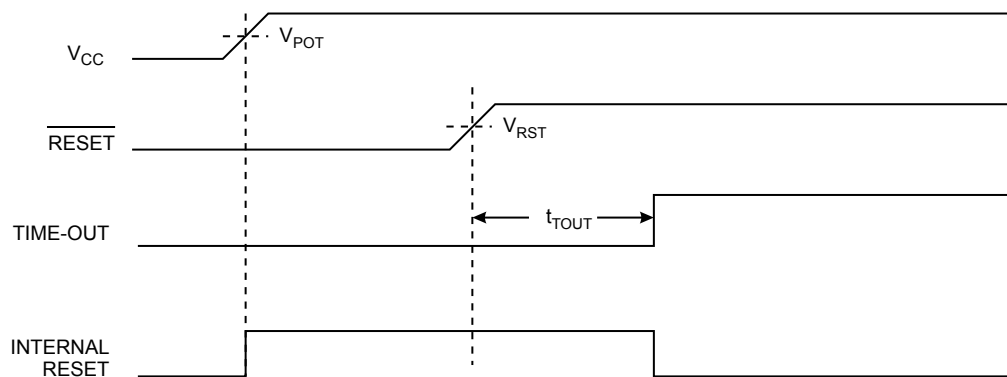 V_CC
V_POT
RESET
V_RST
TIME-OUT
t_TOUT
INTERNAL
RESET